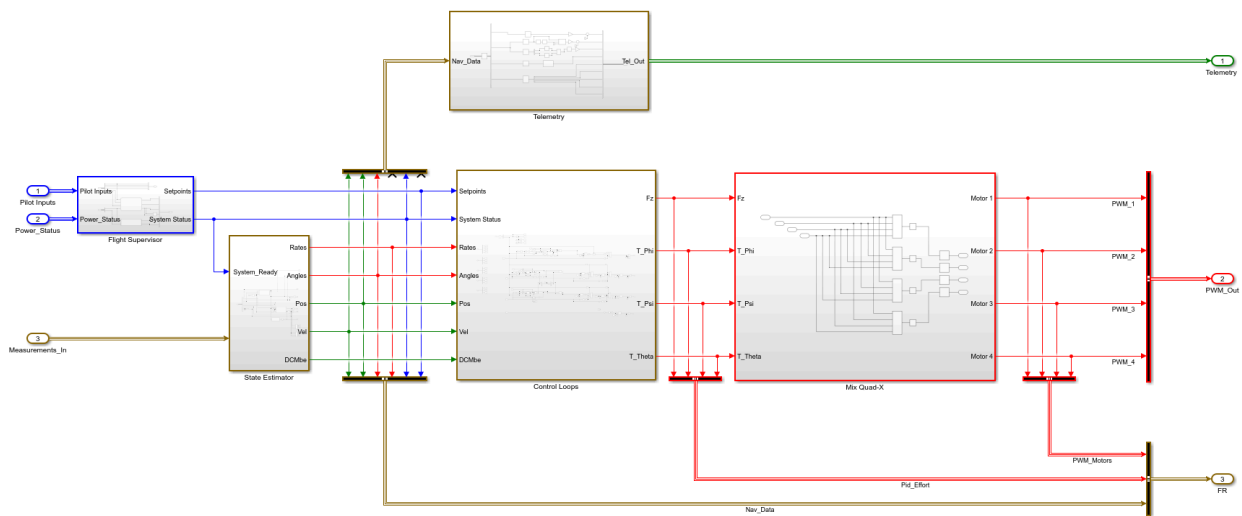 Nav_Data
Tel_Out
Telemetry
1
Telemetry
1
Pilot Inputs
Pilot Inputs
Setpoints
2
Power_Status
Power_Status
System Status
Flight Supervisor
System_Ready
Rates
Angles
Pos
Vel
DCMbe
State Estimator
3
Measurements_In
Setpoints
System Status
Rates
Angles
Pos
Vel
DCMbe
Fz
T_Phi
T_Psi
T_Theta
Control Loops
Fz
T_Phi
T_Psi
T_Theta
Motor 1
Motor 2
Motor 3
Motor 4
Mix Quad-X
PWM_1
PWM_2
PWM_3
PWM_4
2
PWM_Out
PWM_Motors
Pid_Effort
Nav_Data
3
FR